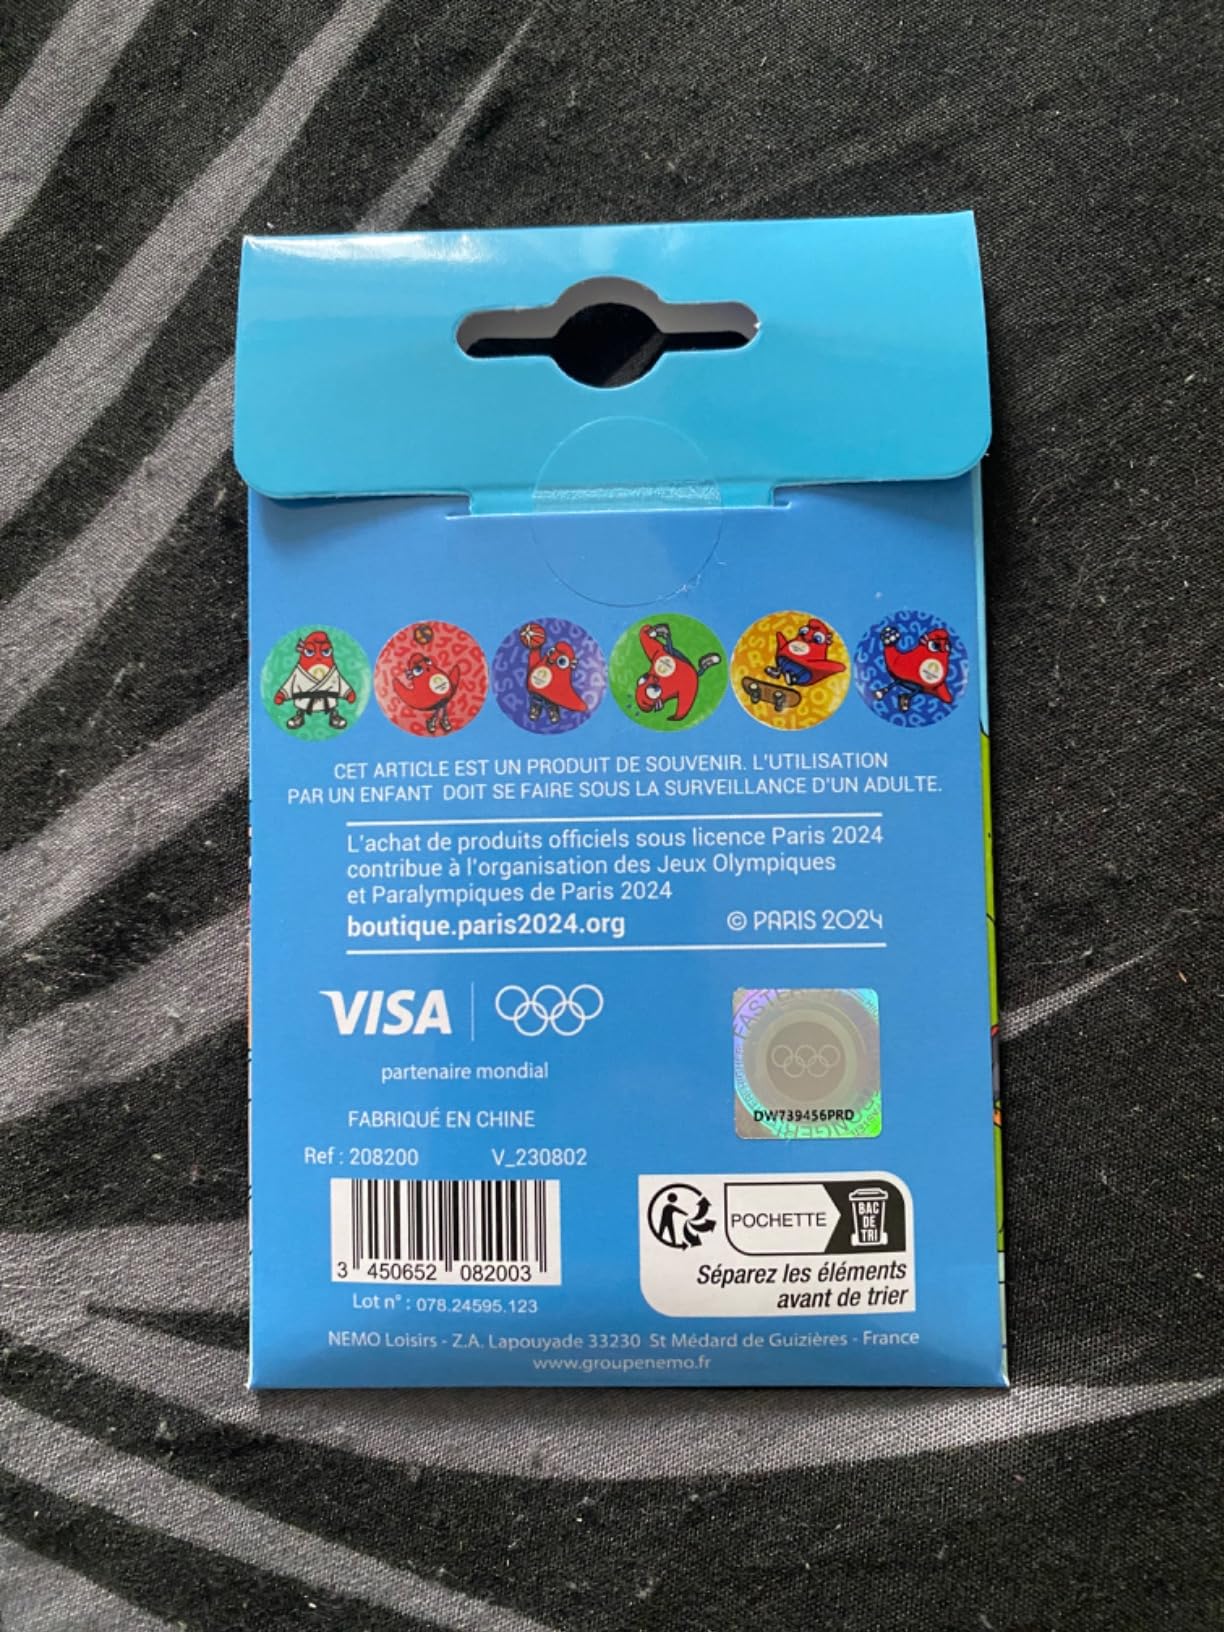 CET ARTICLE EST UN PRODUIT DE SOUVENIR. L'UTILISATION
PAR UN ENFANT DOIT SE FAIRE SOUS LA SURVEILLANCE D'UN ADULTE.
L'achat de produits officiels sous licence Paris 2024
contribue à l'organisation des Jeux Olympiques
et Paralympiques de Paris 2024
boutique.paris2024.org © PARIS 2024
VISA
partenaire mondial
DW739456PRD
FABRIQUÉ EN CHINE
Ref : 208200 V_230802
3 450652 082003
Lot n° : 078.24595.123
POCHETTE
BAC
DE
TRI
Séparez les éléments
avant de trier
NEMO Loisirs - Z.A. Lapouyade 33230 St Médard de Guizières - France
www.groupenemo.fr